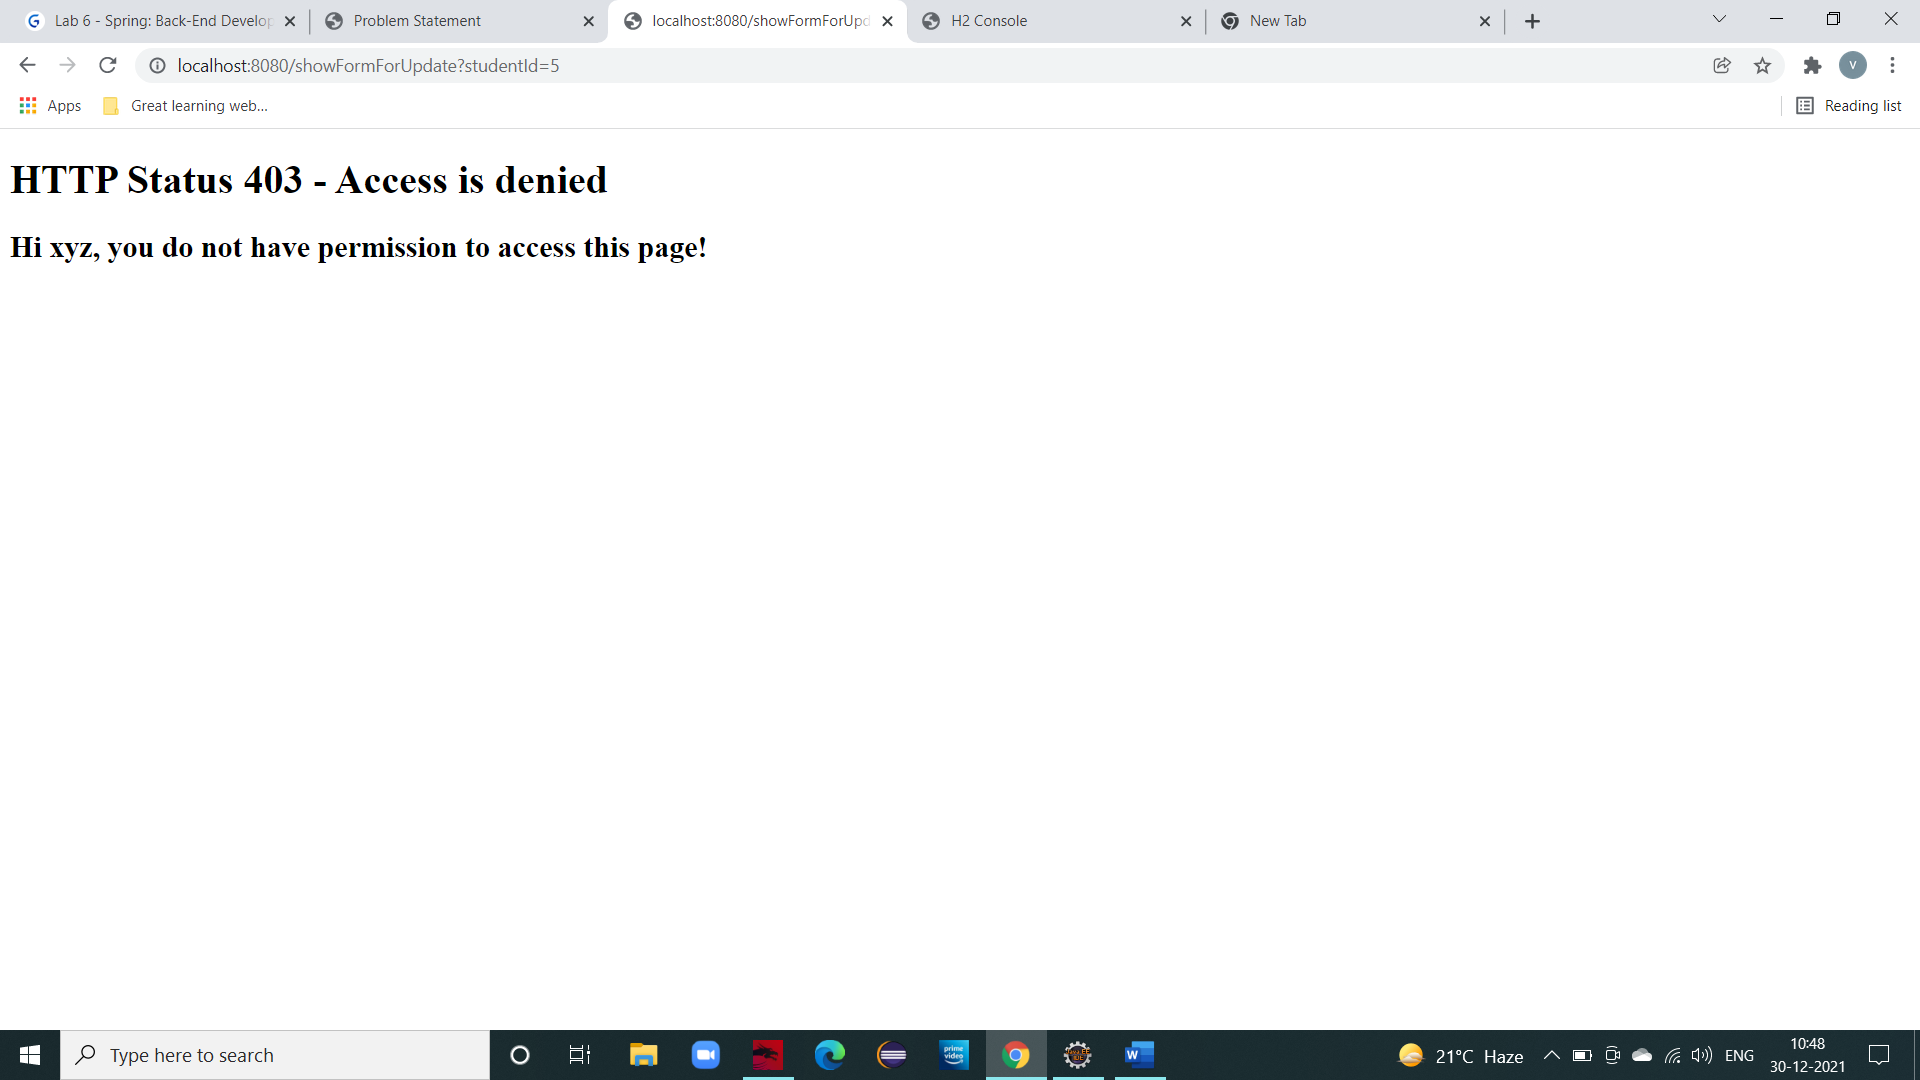 Lab 6 - Spring: Back-End Develop
Problem Statement
localhost:8080/showFormForUpd
H2 Console
New Tab
localhost:8080/showFormForUpdate?studentId=5
V
Apps
Great learning web...
Reading list
HTTP Status 403 - Access is denied
Hi xyz, you do not have permission to access this page!
Type here to search
prime
video
W
21°C Haze
ENG
10:48
30-12-2021